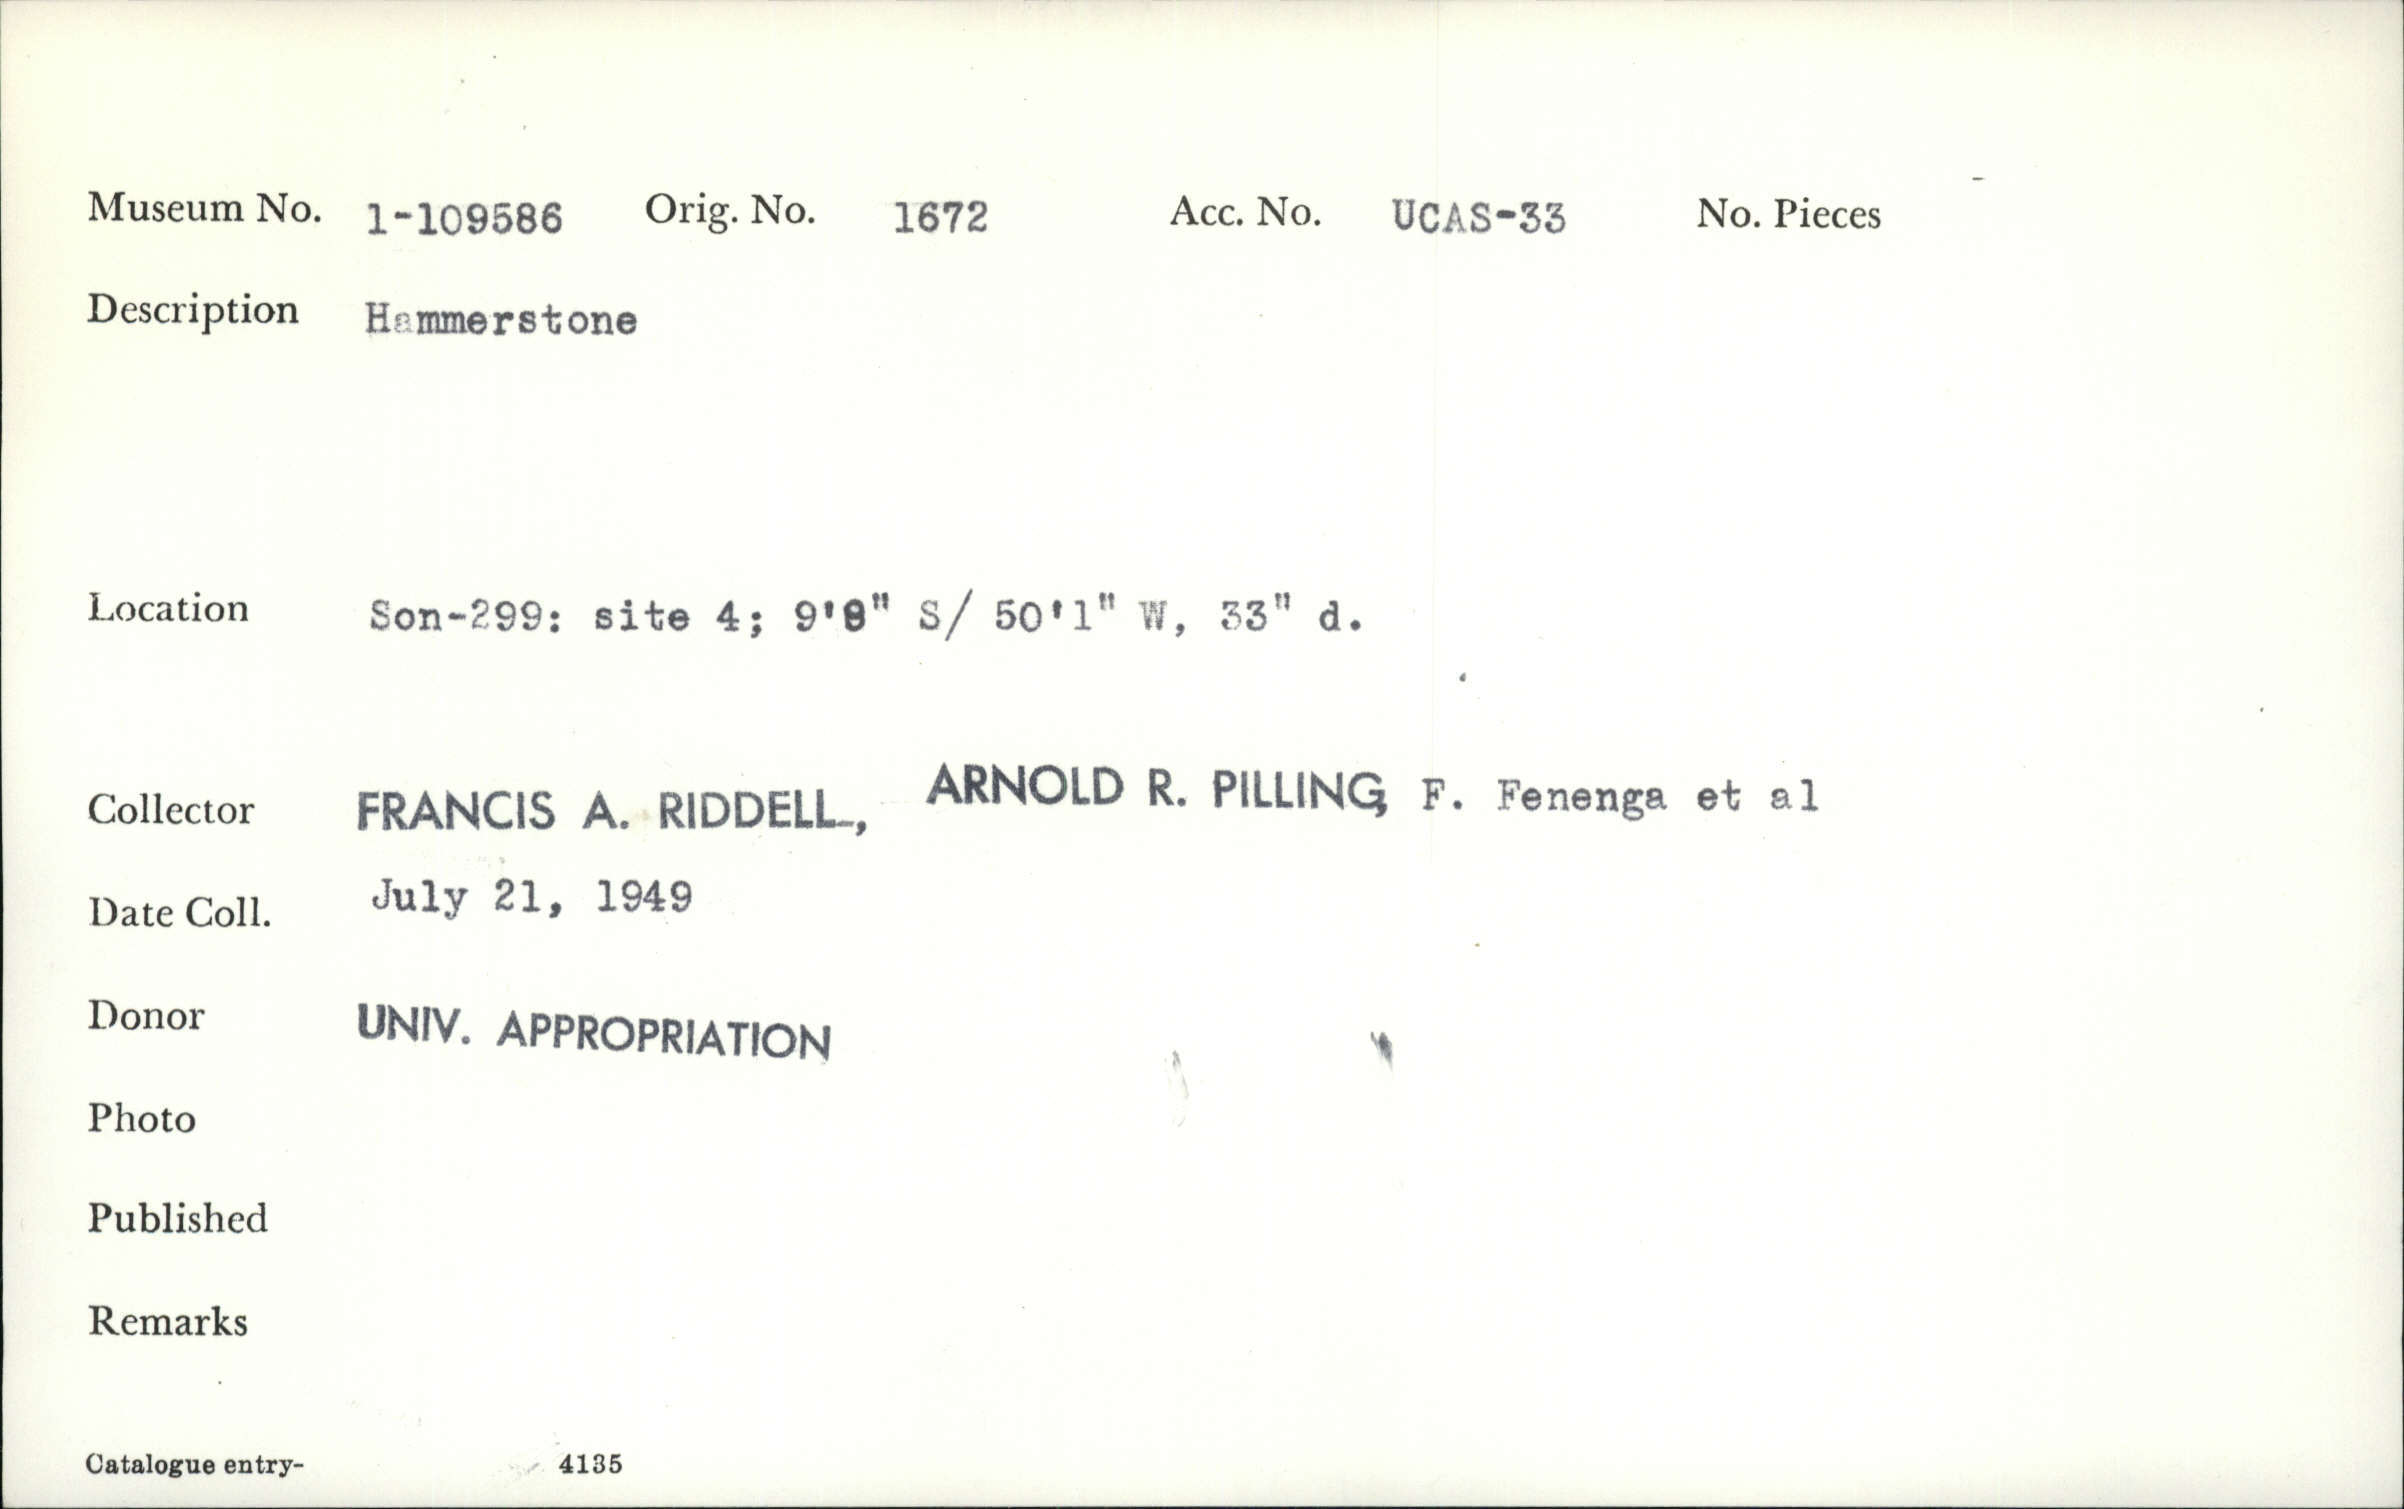 Museum No. 1-109586 Orig. No. 1672 Acc. No. UCAS-33 No. Pieces
Description Hammerstone
Location Son-299: site 4; 9'8" S/ 50'1" W, 33" d.
Collector FRANCIS A. RIDDELL, ARNOLD R. PILLING, F. Fenenga et al
Date Coll. July 21, 1949
Donor UNIV. APPROPRIATION
Photo
Published
Remarks
Catalogue entry- 4135